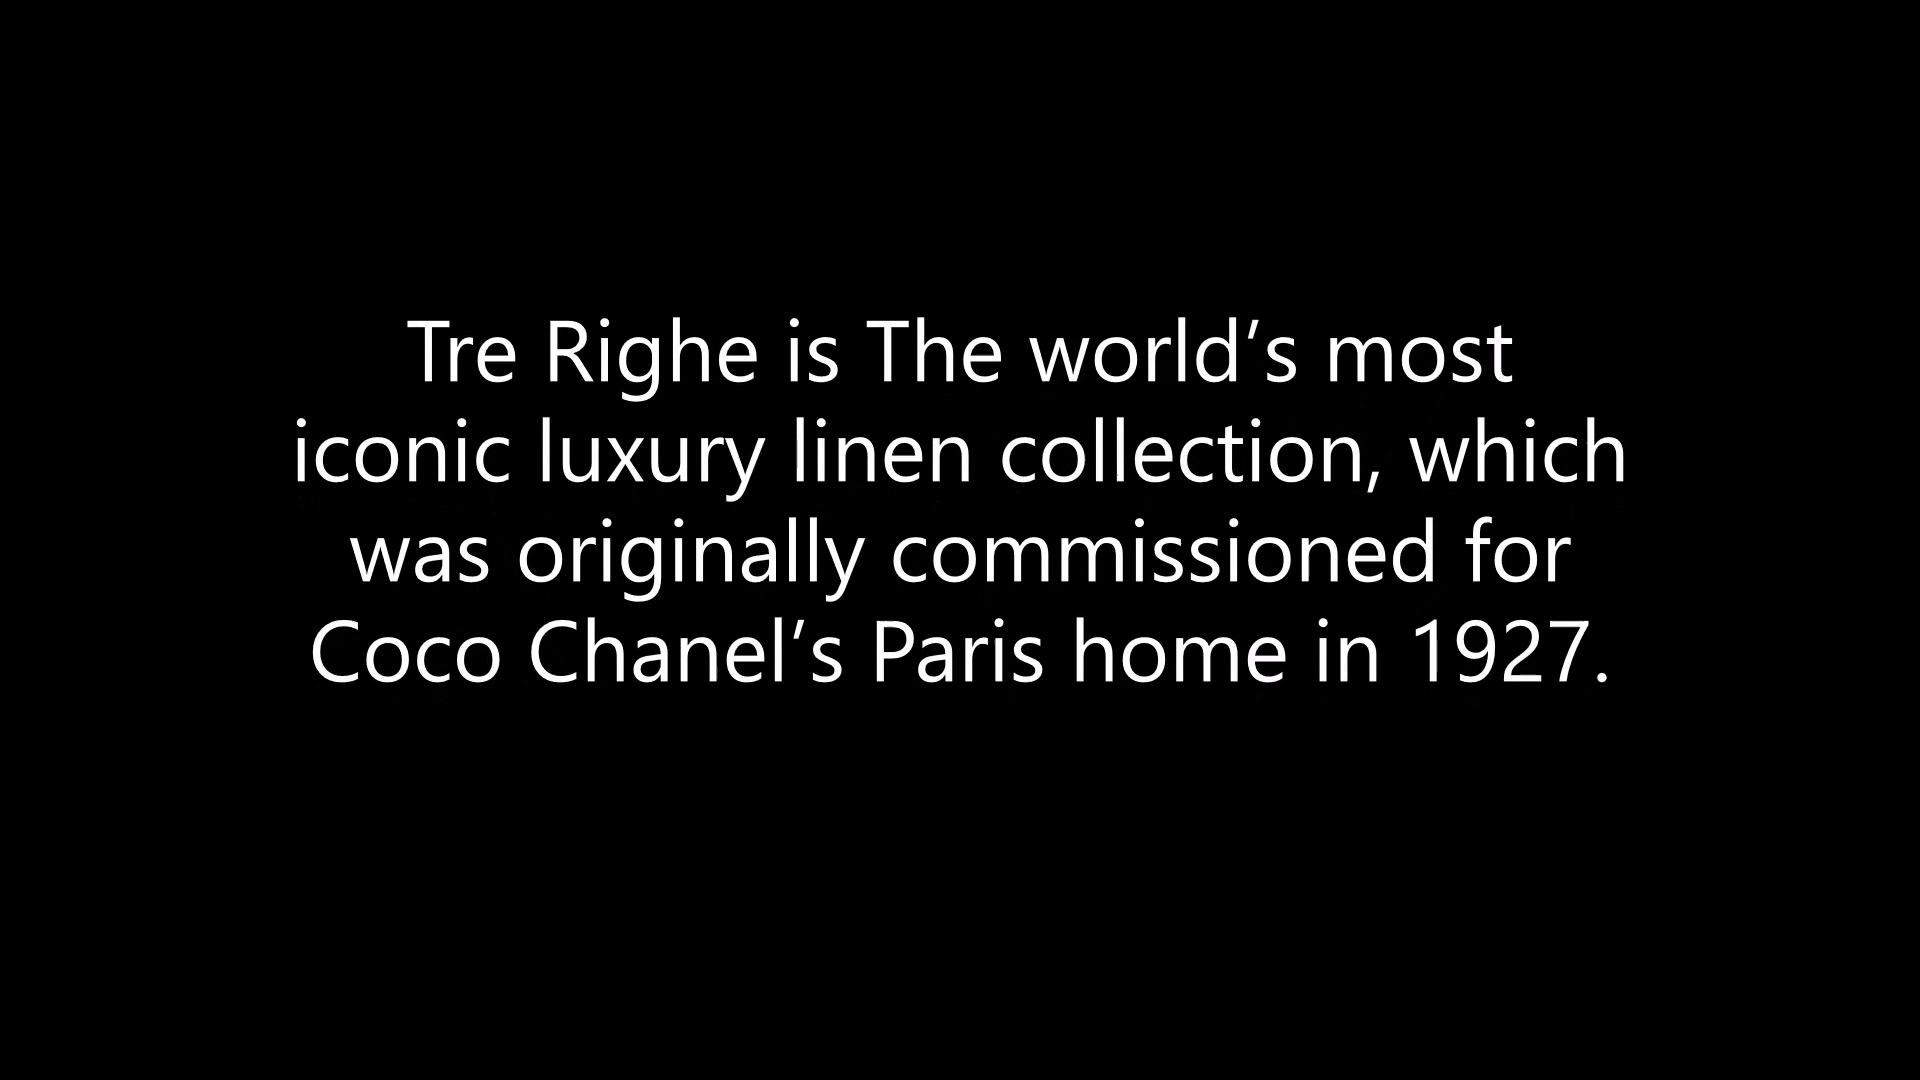 Tre Righe is The world’s most
iconic luxury linen collection, which
was originally commissioned for
Coco Chanel’s Paris home in 1927.